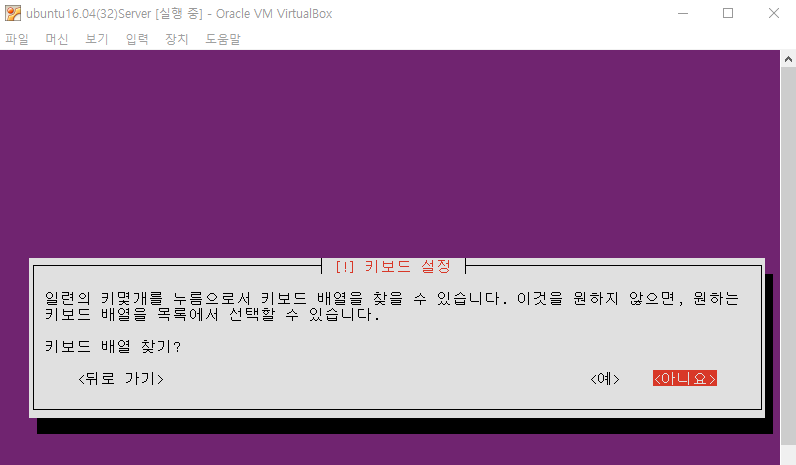 ubuntu16.04(32)Server [실행 중] - Oracle VM VirtualBox
파일 머신 보기 입력 장치 도움말
[!] 키보드 설정
일련의 키몇개를 누름으로서 키보드 배열을 찾을 수 있습니다. 이것을 원하지 않으면, 원하는
키보드 배열을 목록에서 선택할 수 있습니다.
키보드 배열 찾기?
<뒤로 가기> <예> <아니요>